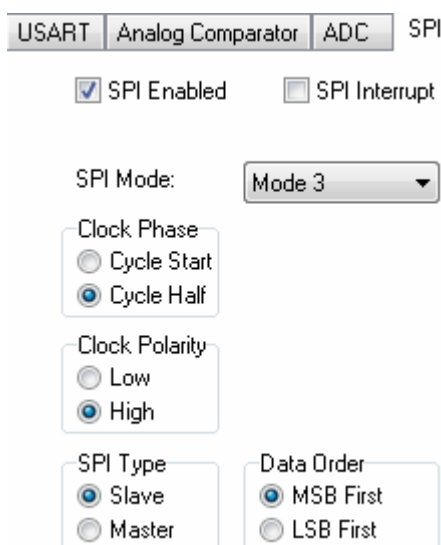 USART Analog Comparator ADC SPI
SPI Enabled SPI Interrupt
SPI Mode: Mode 3
Clock Phase
Cycle Start
Cycle Half
Clock Polarity
Low
High
SPI Type Data Order
Slave MSB First
Master LSB First